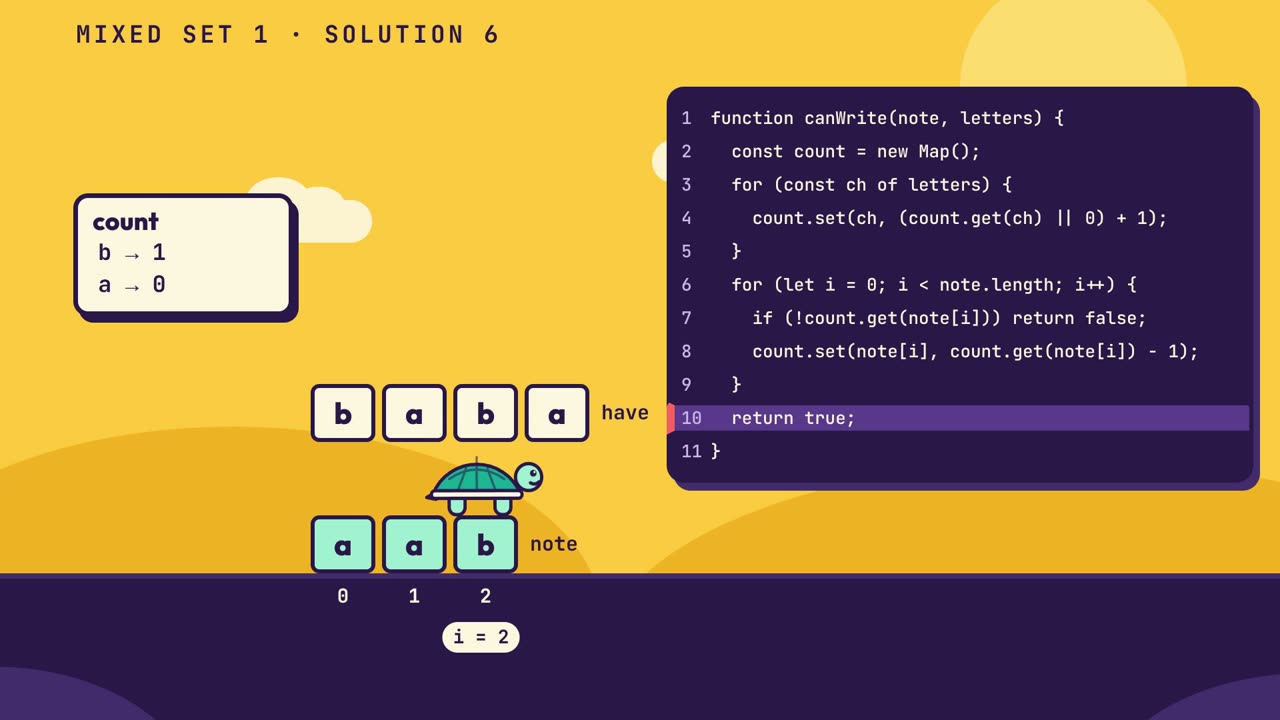 MIXED SET 1 · SOLUTION 6
count
b → 1
a → 0
b a b a have
a a b note
0 1 2
i = 2
1 function canWrite(note, letters) {
2 const count = new Map();
3 for (const ch of letters) {
4 count.set(ch, (count.get(ch) || 0) + 1);
5 }
6 for (let i = 0; i < note.length; i++) {
7 if (!count.get(note[i])) return false;
8 count.set(note[i], count.get(note[i]) - 1);
9 }
10 return true;
11 }